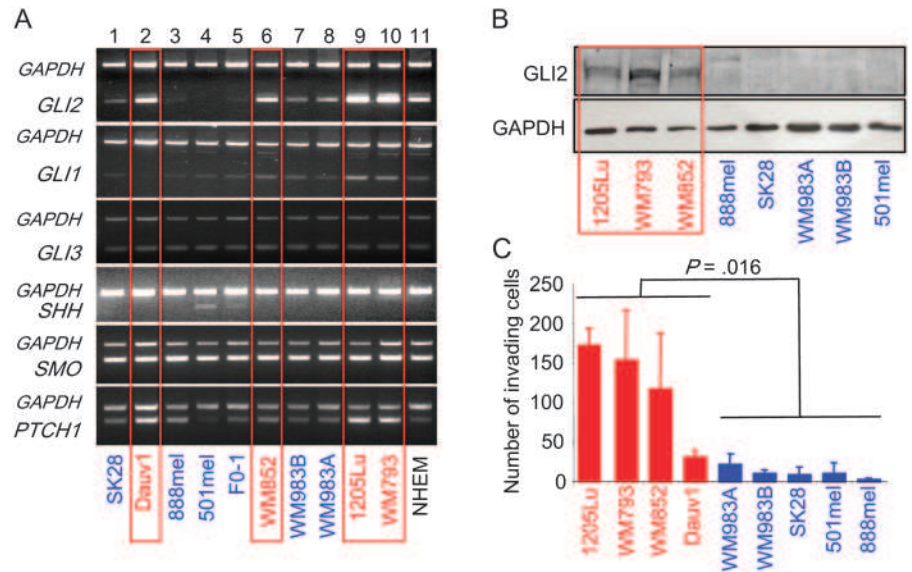 A
1 2 3 4 5 6 7 8 9 10 11
GAPDH
GLI2
GAPDH
GLI1
GAPDH
GLI3
GAPDH
SHH
GAPDH
SMO
GAPDH
PTCH1
SK28
Dauv1
888mel
501mel
F0-1
WM852
WM983B
WM983A
1205Lu
WM793
NHEM
B
GLI2
GAPDH
1205Lu
WM793
WM852
888mel
SK28
WM983A
WM983B
501mel
C
P = .016
Number of invading cells
250
200
150
100
50
0
1205Lu
WM793
WM852
Dauv1
WM983A
WM983B
SK28
501mel
888mel